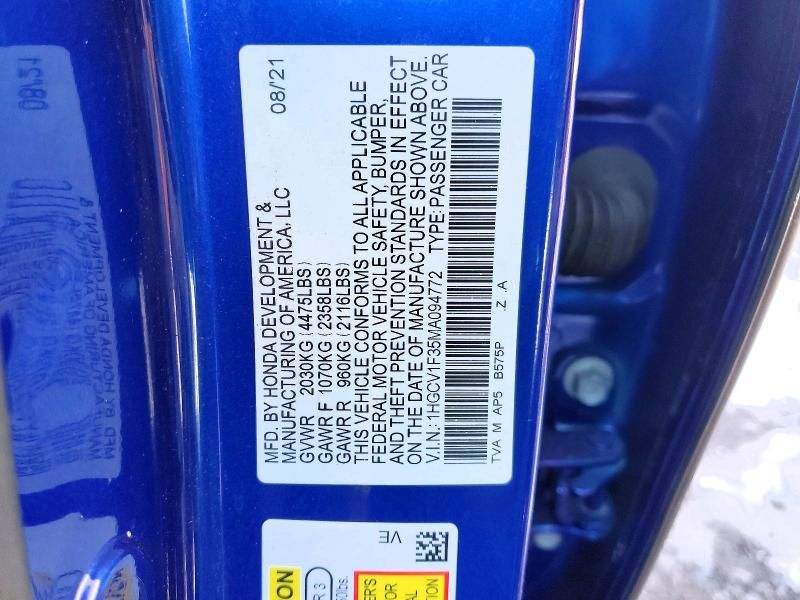 MFD. BY HONDA DEVELOPMENT &
MANUFACTURING OF AMERICA, LLC
08/'21
GVWR 2030KG (4475LBS)
GAWR F 1070KG (2358LBS)
GAWR R 960KG (2116LBS)
THIS VEHICLE CONFORMS TO ALL APPLICABLE
FEDERAL MOTOR VEHICLE SAFETY, BUMPER,
AND THEFT PREVENTION STANDARDS IN EFFECT
ON THE DATE OF MANUFACTURE SHOWN ABOVE.
V.I.N.: 1HGCV1F35MA094772 TYPE: PASSENGER CAR
TVA M AP5 B575P .Z .A
VE